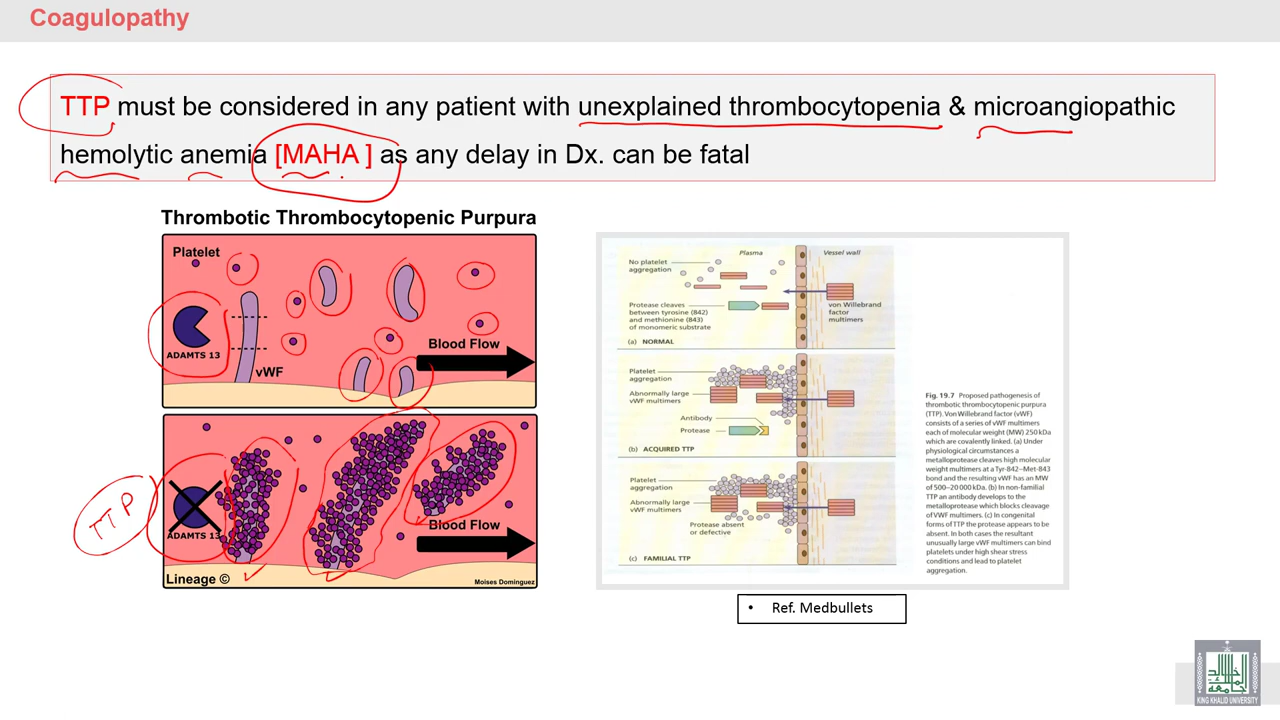 Coagulopathy
TTP must be considered in any patient with unexplained thrombocytopenia & microangiopathic
hemolytic anemia [MAHA ] as any delay in Dx. can be fatal
Thrombotic Thrombocytopenic Purpura
Platelet
ADAMTS 13
vWF
Blood Flow
TTP
ADAMTS 13
Blood Flow
Lineage ©
Moises Dominguez
Plasma
Vessel wall
No platelet
aggregation
Protease cleaves
between tyrosine (842)
and methionine (843)
of monomeric substrate
von Willebrand
factor
multimers
(a) NORMAL
Platelet
aggregation
Abnormally large
vWF multimers
Antibody
Protease
(b) ACQUIRED TTP
Platelet
aggregation
Abnormally large
vWF multimers
Protease absent
or defective
(c) FAMILIAL TTP
Fig. 19.7 Proposed pathogenesis of
thrombotic thrombocytopenic purpura
(TTP). Von Willebrand factor (vWF)
consists of a series of vWF multimers
each of molecular weight (MW) 250 kDa
which are covalently linked. (a) Under
physiological circumstances a
metalloprotease cleaves high molecular
weight multimers at a Tyr-842–Met-843
bond and the resulting vWF has an MW
of 500–20 000 kDa. (b) In non-familial
TTP an antibody develops to the
metalloprotease which blocks cleavage
of VWF multimers. (c) In congenital
forms of TTP the protease appears to be
absent. In both cases the resultant
unusually large vWF multimers can bind
platelets under high shear stress
conditions and lead to platelet
aggregation.
• Ref. Medbullets
جامعة الملك خالد
KING KHALID UNIVERSITY